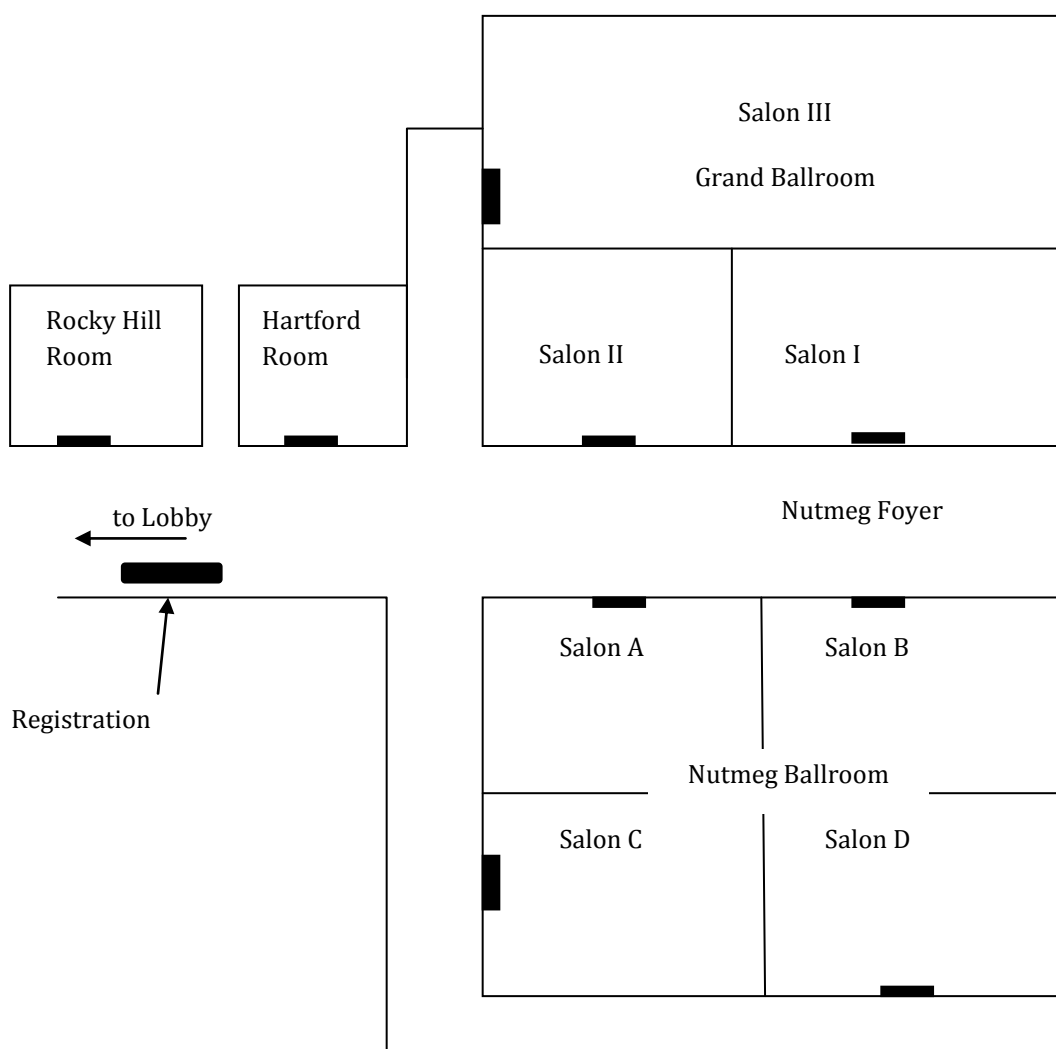 Salon III
Grand Ballroom
Rocky Hill
Room
Hartford
Room
Salon II
Salon I
to Lobby
Nutmeg Foyer
Registration
Salon A
Salon B
Nutmeg Ballroom
Salon C
Salon D